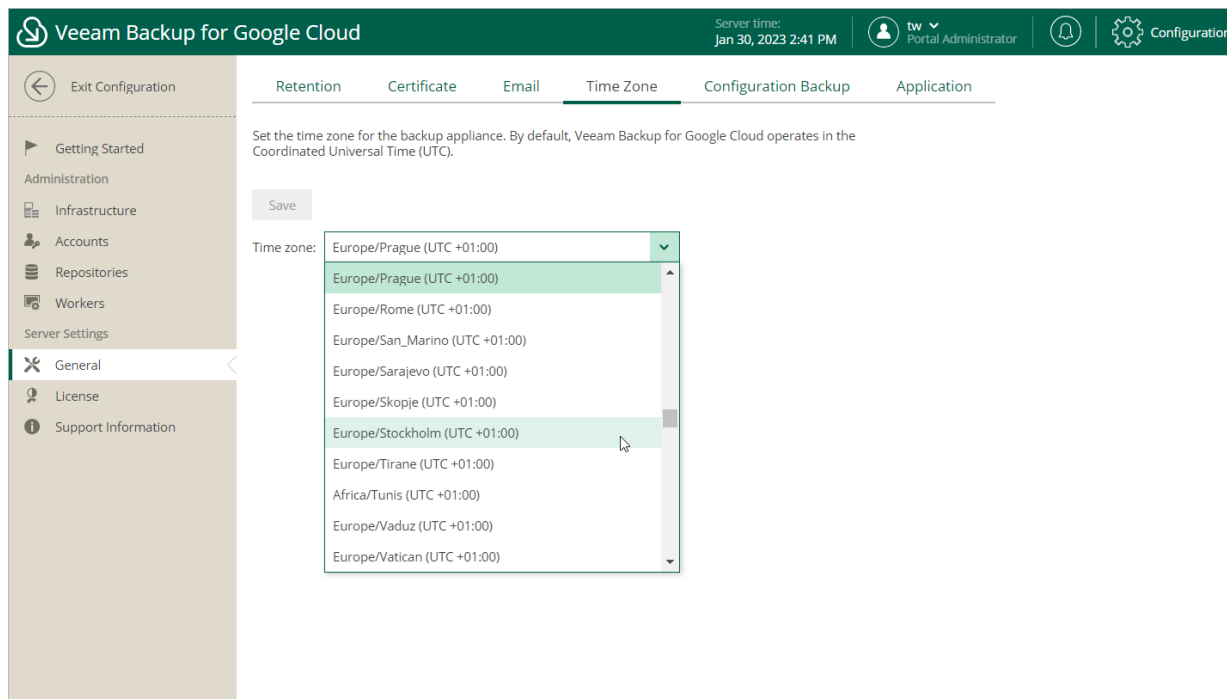 Veeam Backup for Google Cloud
Server time:
Jan 30, 2023 2:41 PM
tw
Portal Administrator
Configuration
Exit Configuration
Getting Started
Administration
Infrastructure
Accounts
Repositories
Workers
Server Settings
General
License
Support Information
Retention Certificate Email Time Zone Configuration Backup Application
Set the time zone for the backup appliance. By default, Veeam Backup for Google Cloud operates in the
Coordinated Universal Time (UTC).
Save
Time zone: Europe/Prague (UTC +01:00)
Europe/Prague (UTC +01:00)
Europe/Rome (UTC +01:00)
Europe/San_Marino (UTC +01:00)
Europe/Sarajevo (UTC +01:00)
Europe/Skopje (UTC +01:00)
Europe/Stockholm (UTC +01:00)
Europe/Tirane (UTC +01:00)
Africa/Tunis (UTC +01:00)
Europe/Vaduz (UTC +01:00)
Europe/Vatican (UTC +01:00)